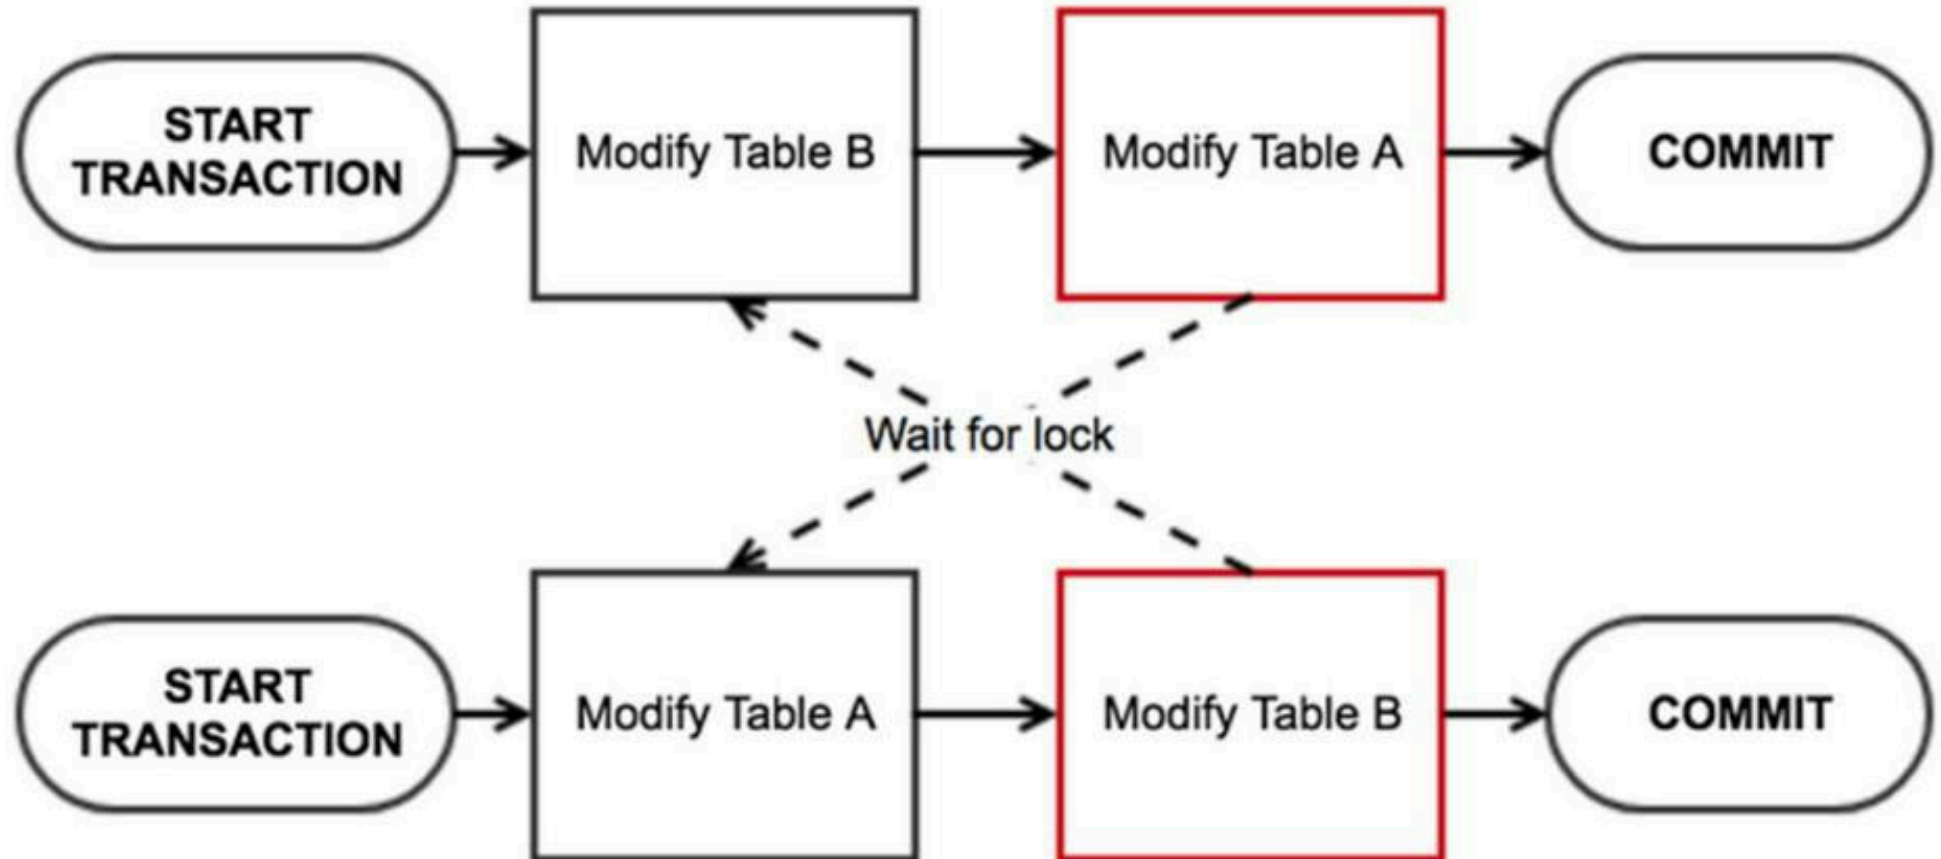 START
TRANSACTION
Modify Table B
Modify Table A
COMMIT
Wait for lock
START
TRANSACTION
Modify Table A
Modify Table B
COMMIT